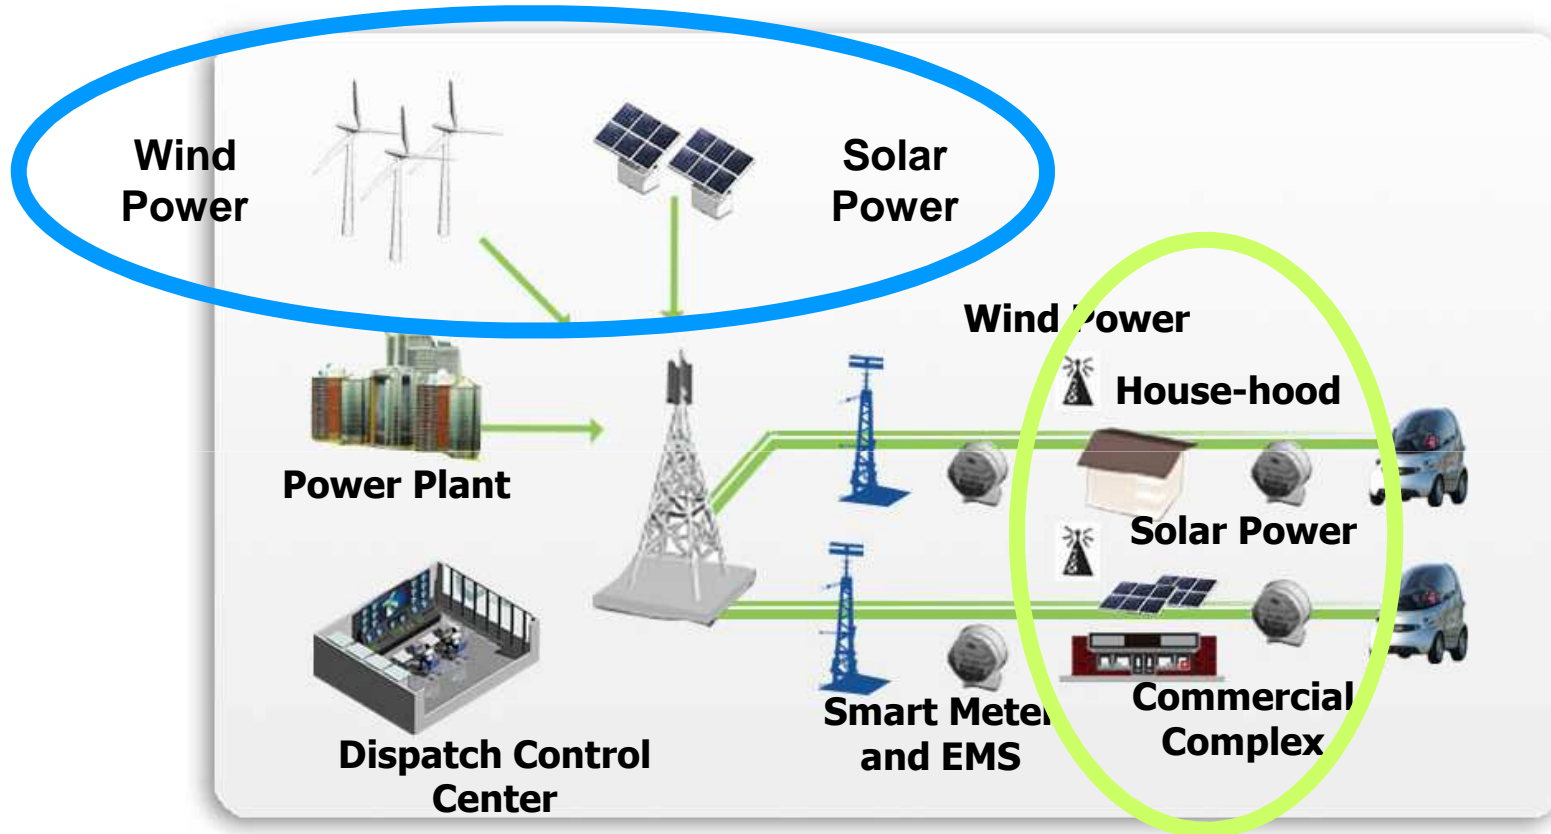 Wind
Power
Solar
Power
Wind Power
House-hood
Power Plant
Solar Power
Smart Meter
and EMS
Commercial
Complex
Dispatch Control
Center